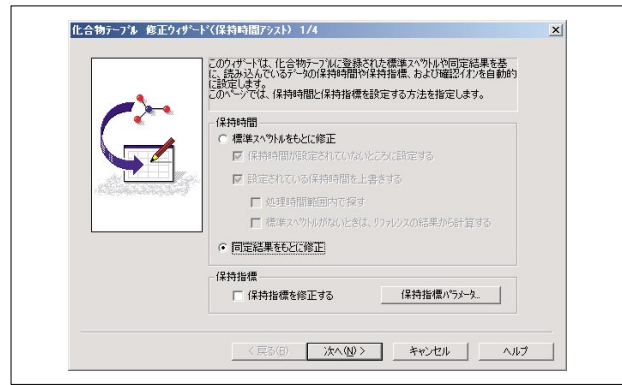 化合物テーブル 修正ウィザード(保持時間アシスト) 1/4
このウィザードは、化合物テーブルに登録された標準スペクトルや同定結果を基
に、読み込んでいるデータの保持時間や保持指標、および確認イオンを自動的
に設定します。
このページでは、保持時間と保持指標を設定する方法を指定します。
保持時間
標準スペクトルをもとに修正
保持時間が設定されていないところに設定する
設定されている保持時間を上書きする
処理時間範囲内で探す
標準スペクトルがないときは、リファレンスの結果から計算する
同定結果をもとに修正
保持指標
保持指標を修正する
保持指標パラメータ...
< 戻る(B)
次へ(N) >
キャンセル
ヘルプ